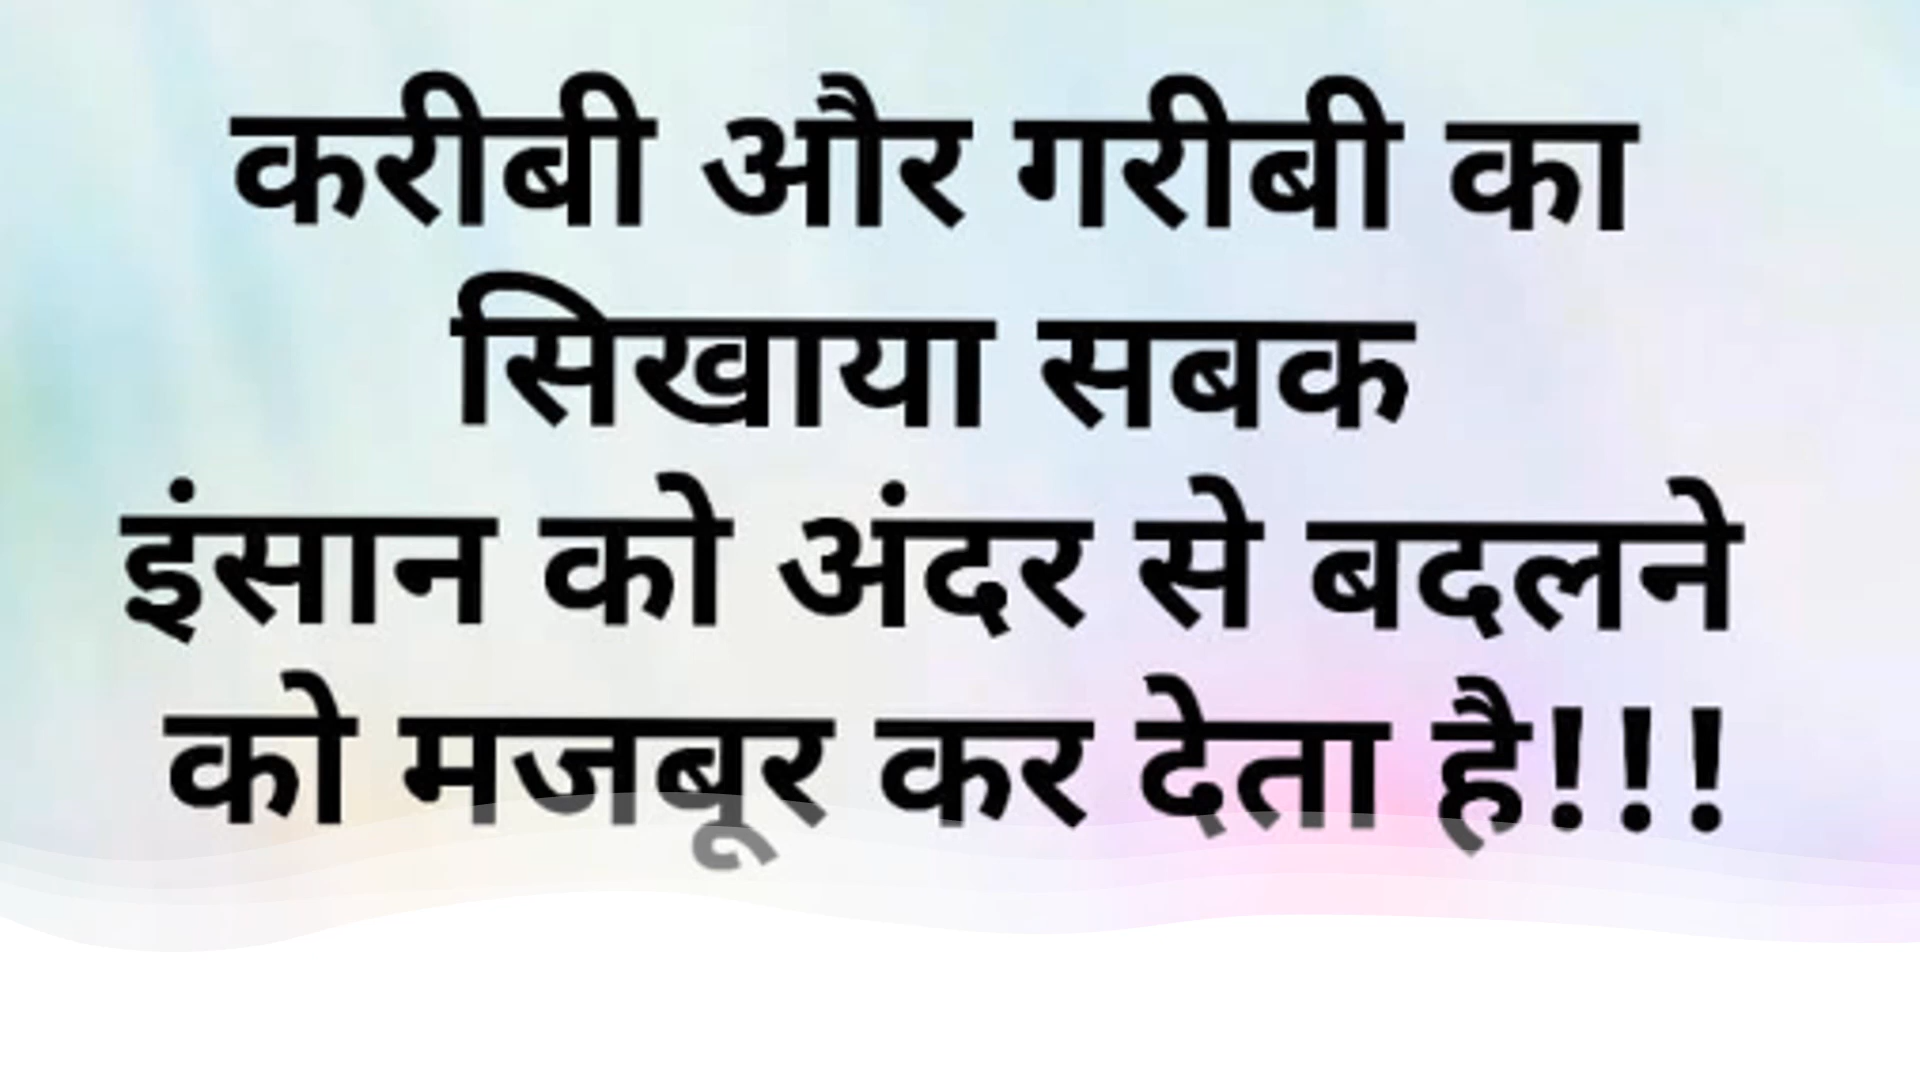 करीबी और गरीबी का
सिखाया सबक
इंसान को अंदर से बदलने
को मजबूर कर देता है!!!